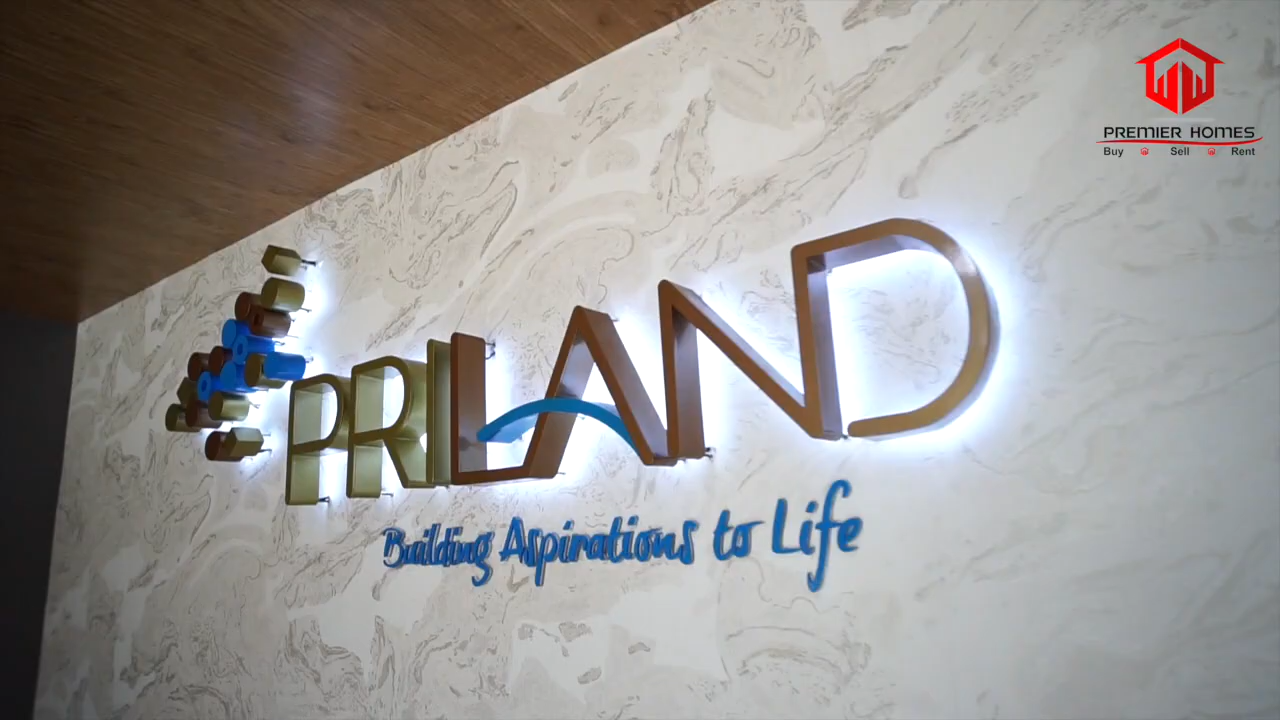 PREMIER HOMES
Buy Sell Rent
PRILAND
Building Aspirations to Life